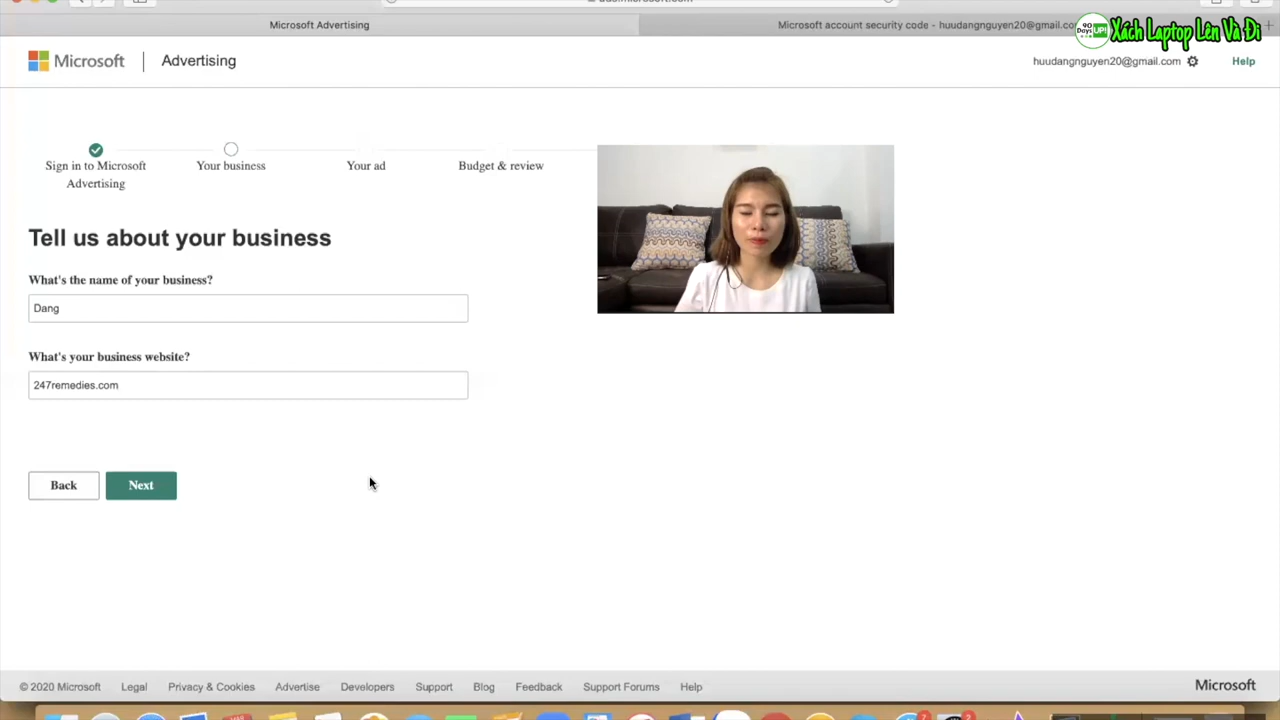 Microsoft Advertising
Microsoft account security code - huudangnguyen20@gmail.com
90 Days UP!
Xách Laptop Lên Và Đi
Microsoft
Advertising
huudangnguyen20@gmail.com
Help
Sign in to Microsoft Advertising
Your business
Your ad
Budget & review
Tell us about your business
What's the name of your business?
Dang
What's your business website?
247remedies.com
Back
Next
© 2020 Microsoft
Legal
Privacy & Cookies
Advertise
Developers
Support
Blog
Feedback
Support Forums
Help
Microsoft